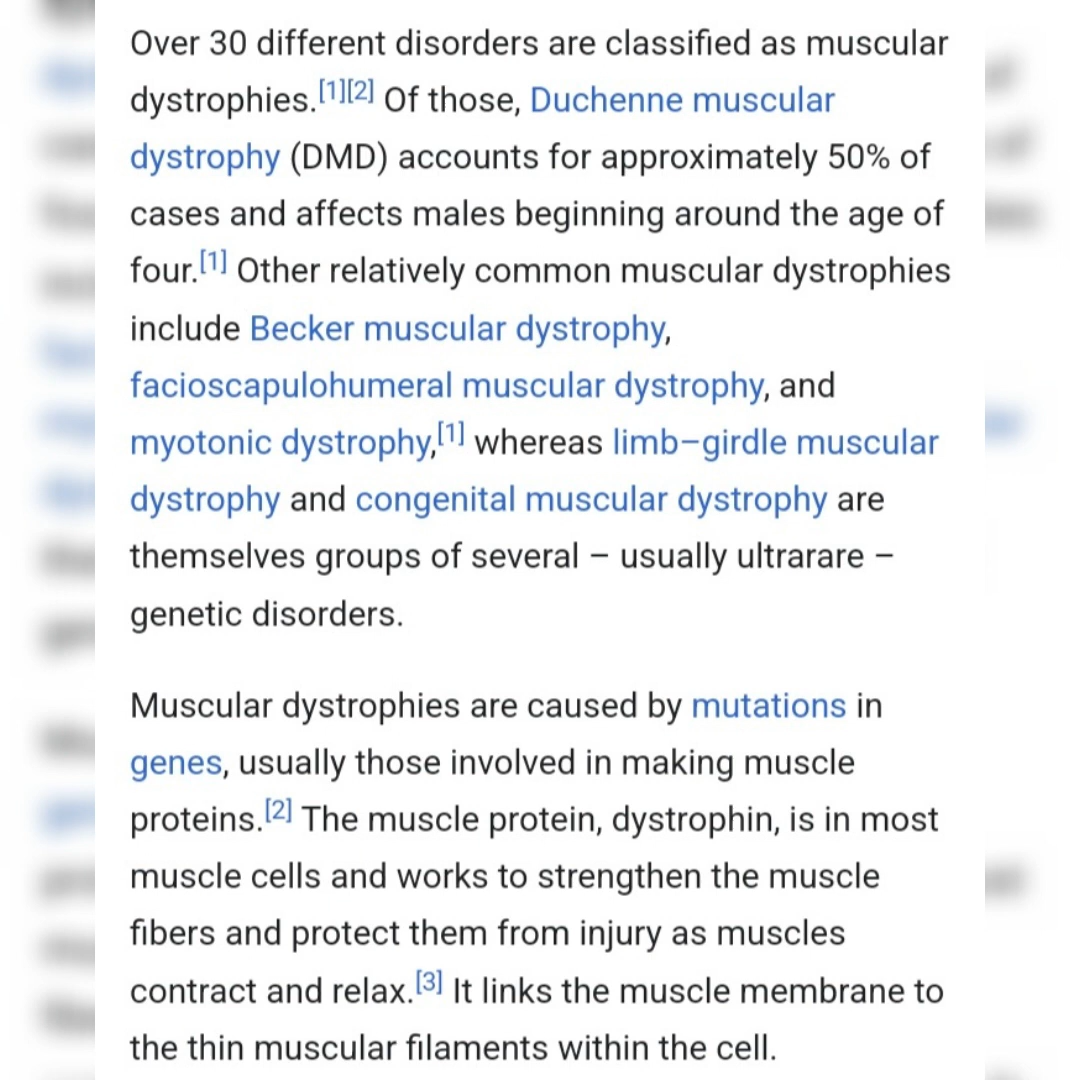 Over 30 different disorders are classified as muscular
dystrophies.[1][2] Of those, Duchenne muscular
dystrophy (DMD) accounts for approximately 50% of
cases and affects males beginning around the age of
four.[1] Other relatively common muscular dystrophies
include Becker muscular dystrophy,
facioscapulohumeral muscular dystrophy, and
myotonic dystrophy,[1] whereas limb–girdle muscular
dystrophy and congenital muscular dystrophy are
themselves groups of several – usually ultrarare –
genetic disorders.
Muscular dystrophies are caused by mutations in
genes, usually those involved in making muscle
proteins.[2] The muscle protein, dystrophin, is in most
muscle cells and works to strengthen the muscle
fibers and protect them from injury as muscles
contract and relax.[3] It links the muscle membrane to
the thin muscular filaments within the cell.